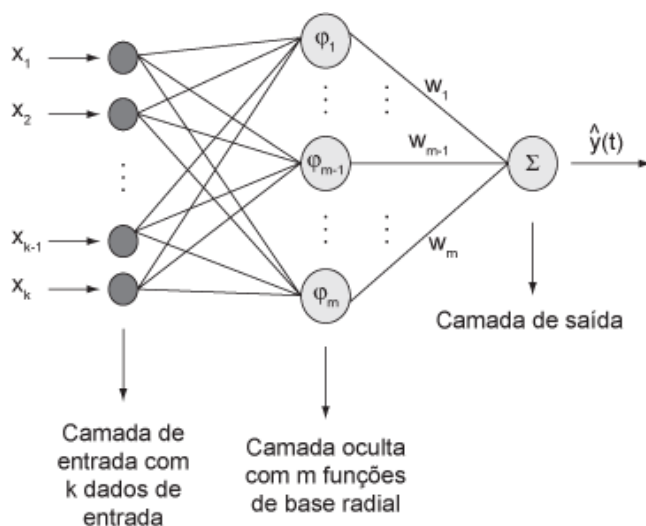 x1
x2
xk-1
xk
φ1
φm-1
φm
w1
wm-1
wm
Σ
ŷ(t)
Camada de
entrada com
k dados de
entrada
Camada oculta
com m funções
de base radial
Camada de saída